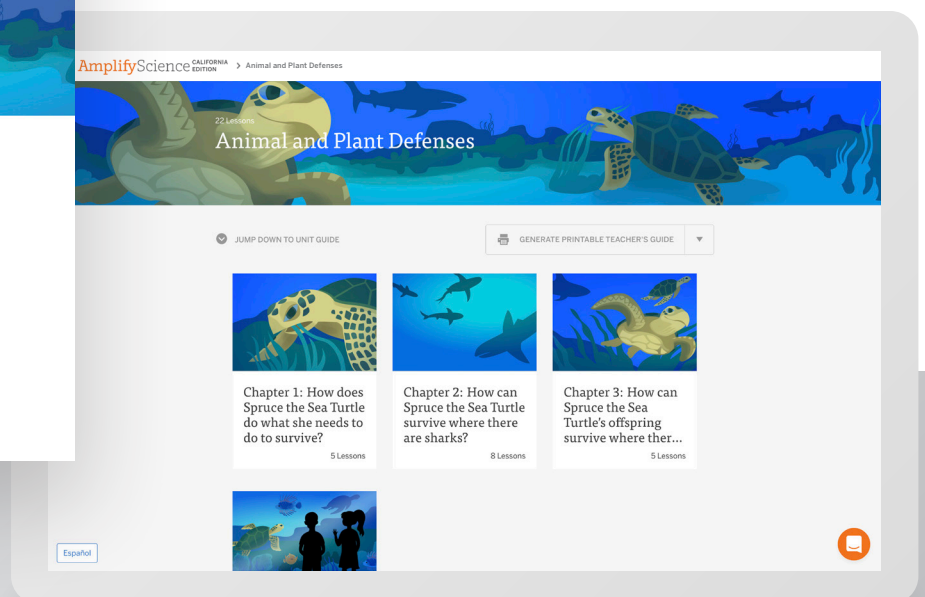 AmplifyScience CALIFORNIA EDITION > Animal and Plant Defenses
22 Lessons
Animal and Plant Defenses
JUMP DOWN TO UNIT GUIDE
GENERATE PRINTABLE TEACHER'S GUIDE
Chapter 1: How does
Spruce the Sea Turtle
do what she needs to
do to survive?
5 Lessons
Chapter 2: How can
Spruce the Sea Turtle
survive where there
are sharks?
8 Lessons
Chapter 3: How can
Spruce the Sea
Turtle's offspring
survive where ther...
5 Lessons
Español